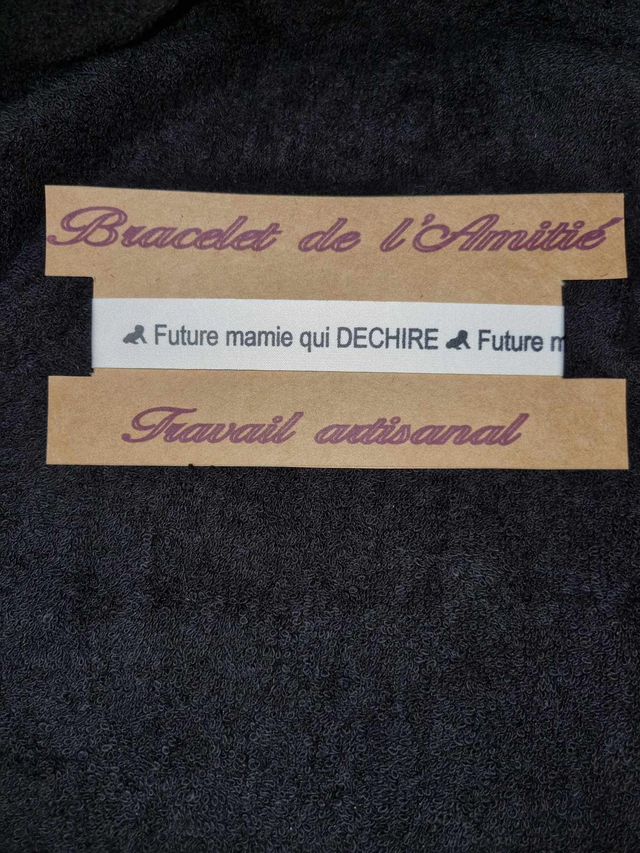 Bracelet de l'Amitié
Future mamie qui DECHIRE Future m
Travail artisanal